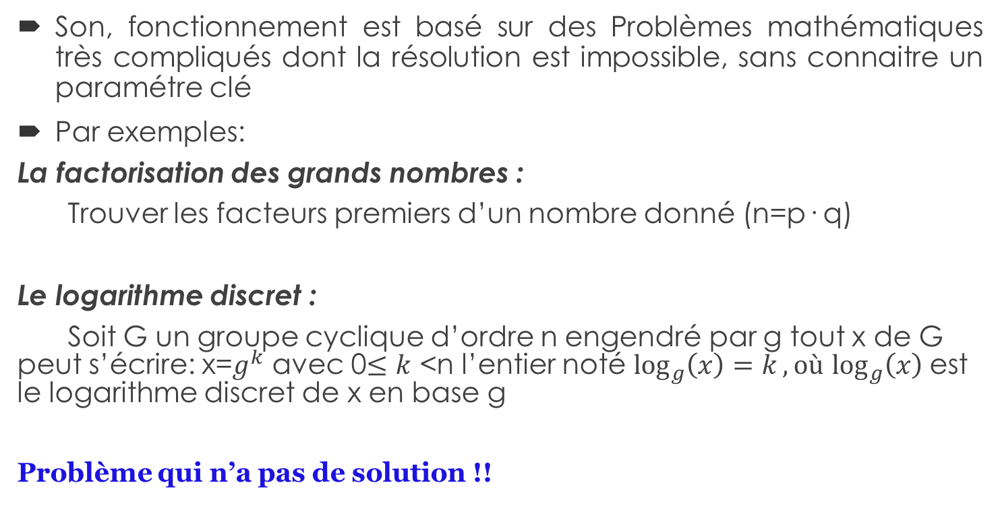 Son, fonctionnement est basé sur des Problèmes mathématiques
très compliqués dont la résolution est impossible, sans connaitre un
paramétre clé
Par exemples:
La factorisation des grands nombres :
Trouver les facteurs premiers d’un nombre donné (n=p · q)
Le logarithme discret :
Soit G un groupe cyclique d’ordre n engendré par g tout x de G
peut s’écrire: x=𝑔ᵏ avec 0≤ 𝑘 <n l’entier noté log𝑔(𝑥) = 𝑘 , où log𝑔(𝑥) est
le logarithme discret de x en base g
Problème qui n’a pas de solution !!